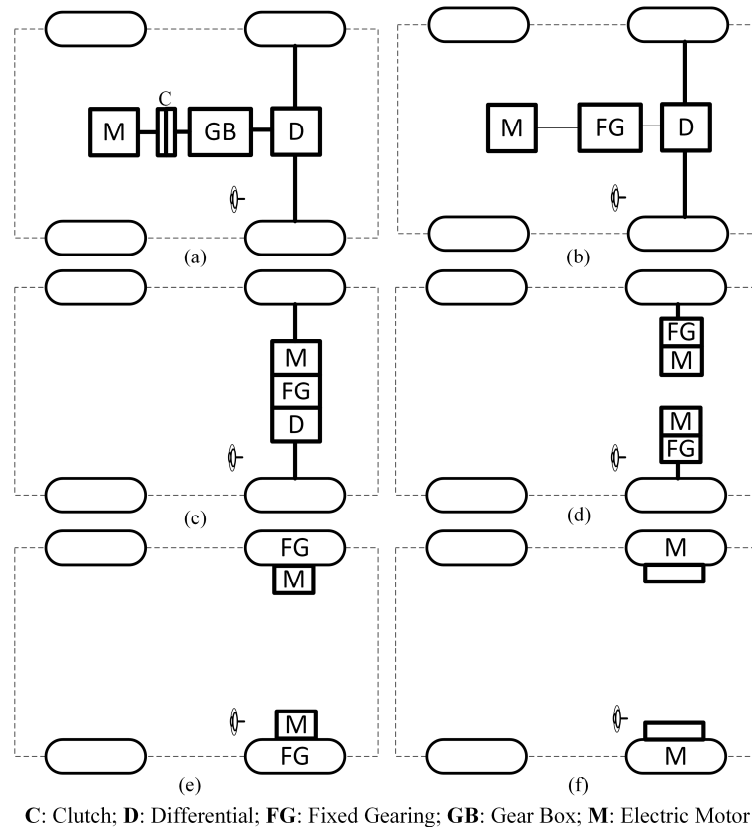 C
M GB D
M FG D
(a) (b)
M
FG
D
FG
M
M
FG
(c) (d)
FG
M
M
FG
M
M
(e) (f)
C: Clutch; D: Differential; FG: Fixed Gearing; GB: Gear Box; M: Electric Motor